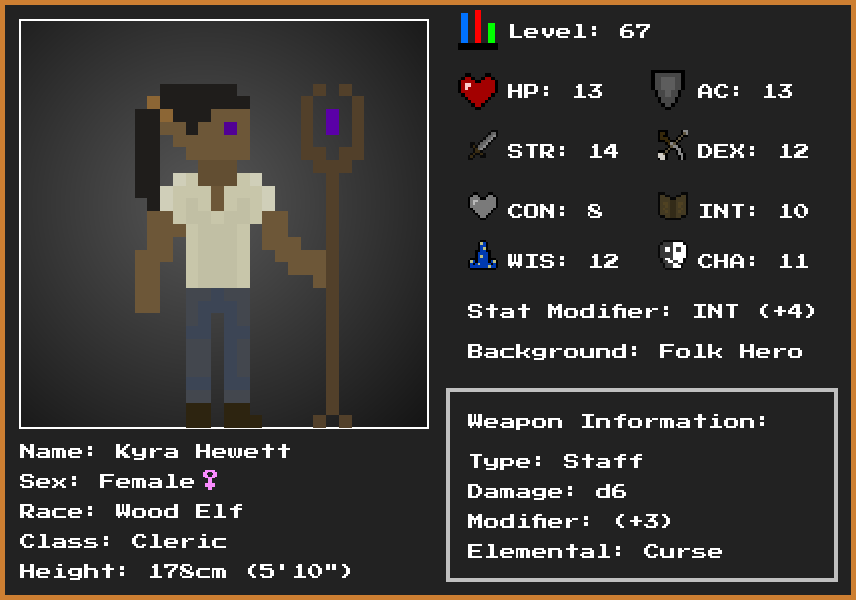 Level: 67
HP: 13 AC: 13
STR: 14 DEX: 12
CON: 8 INT: 10
WIS: 12 CHA: 11
Stat Modifier: INT (+4)
Background: Folk Hero
Weapon Information:
Type: Staff
Damage: d6
Modifier: (+3)
Elemental: Curse
Name: Kyra Hewett
Sex: Female♀
Race: Wood Elf
Class: Cleric
Height: 178cm (5'10")